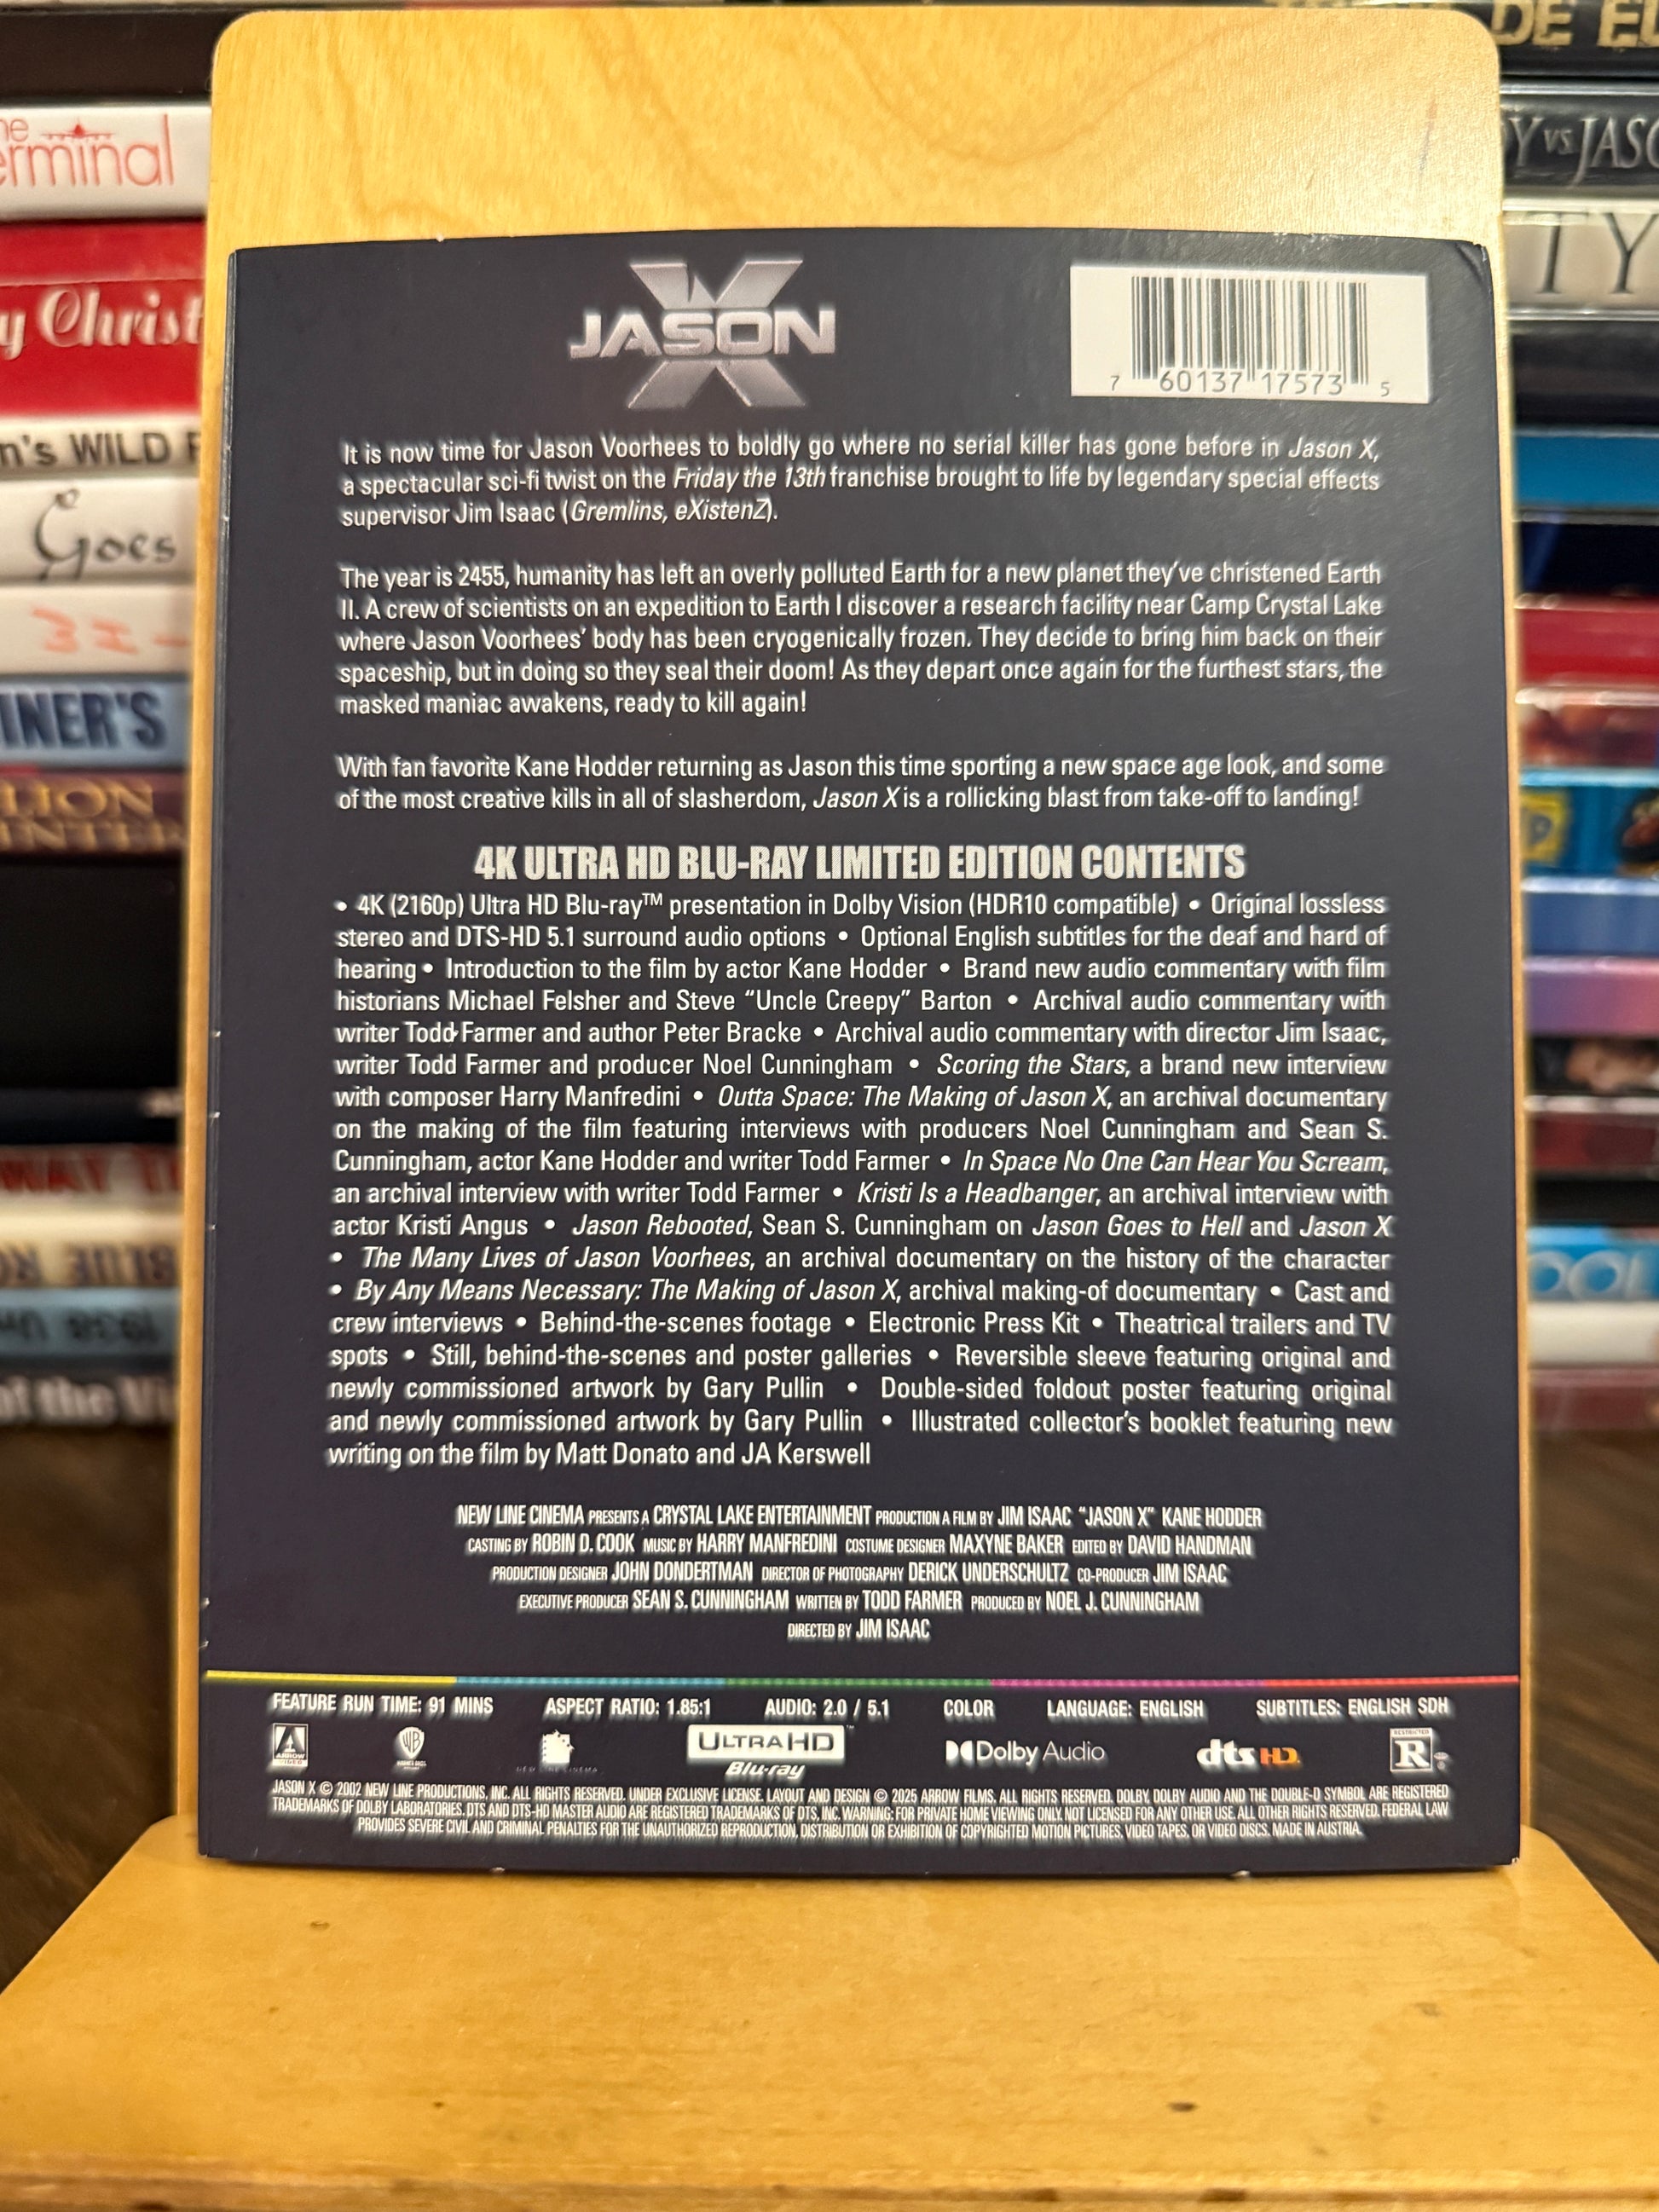 DE EL
he
erminal
Y VS JASO
y Christ
TY
n's WILD
Goes
INER'S
LION
BLUE
1938
of the Vi
OOL
JASON
X
7 60137 17573 5
It is now time for Jason Voorhees to boldly go where no serial killer has gone before in Jason X,
a spectacular sci-fi twist on the Friday the 13th franchise brought to life by legendary special effects
supervisor Jim Isaac (Gremlins, eXistenZ).
The year is 2455, humanity has left an overly polluted Earth for a new planet they've christened Earth
II. A crew of scientists on an expedition to Earth I discover a research facility near Camp Crystal Lake
where Jason Voorhees' body has been cryogenically frozen. They decide to bring him back on their
spaceship, but in doing so they seal their doom! As they depart once again for the furthest stars, the
masked maniac awakens, ready to kill again!
With fan favorite Kane Hodder returning as Jason this time sporting a new space age look, and some
of the most creative kills in all of slasherdom, Jason X is a rollicking blast from take-off to landing!
4K ULTRA HD BLU-RAY LIMITED EDITION CONTENTS
• 4K (2160p) Ultra HD Blu-ray™ presentation in Dolby Vision (HDR10 compatible) • Original lossless
stereo and DTS-HD 5.1 surround audio options • Optional English subtitles for the deaf and hard of
hearing • Introduction to the film by actor Kane Hodder • Brand new audio commentary with film
historians Michael Felsher and Steve “Uncle Creepy” Barton • Archival audio commentary with
writer Todd Farmer and author Peter Bracke • Archival audio commentary with director Jim Isaac,
writer Todd Farmer and producer Noel Cunningham • Scoring the Stars, a brand new interview
with composer Harry Manfredini • Outta Space: The Making of Jason X, an archival documentary
on the making of the film featuring interviews with producers Noel Cunningham and Sean S.
Cunningham, actor Kane Hodder and writer Todd Farmer • In Space No One Can Hear You Scream,
an archival interview with writer Todd Farmer • Kristi Is a Headbanger, an archival interview with
actor Kristi Angus • Jason Rebooted, Sean S. Cunningham on Jason Goes to Hell and Jason X
• The Many Lives of Jason Voorhees, an archival documentary on the history of the character
• By Any Means Necessary: The Making of Jason X, archival making-of documentary • Cast and
crew interviews • Behind-the-scenes footage • Electronic Press Kit • Theatrical trailers and TV
spots • Still, behind-the-scenes and poster galleries • Reversible sleeve featuring original and
newly commissioned artwork by Gary Pullin • Double-sided foldout poster featuring original
and newly commissioned artwork by Gary Pullin • Illustrated collector's booklet featuring new
writing on the film by Matt Donato and JA Kerswell
NEW LINE CINEMA PRESENTS A CRYSTAL LAKE ENTERTAINMENT PRODUCTION A FILM BY JIM ISAAC “JASON X” KANE HODDER
CASTING BY ROBIN D. COOK MUSIC BY HARRY MANFREDINI COSTUME DESIGNER MAXYNE BAKER EDITED BY DAVID HANDMAN
PRODUCTION DESIGNER JOHN DONDERTMAN DIRECTOR OF PHOTOGRAPHY DERICK UNDERSCHULTZ CO-PRODUCER JIM ISAAC
EXECUTIVE PRODUCER SEAN S. CUNNINGHAM WRITTEN BY TODD FARMER PRODUCED BY NOEL J. CUNNINGHAM
DIRECTED BY JIM ISAAC
FEATURE RUN TIME: 91 MINS ASPECT RATIO: 1.85:1 AUDIO: 2.0 / 5.1 COLOR LANGUAGE: ENGLISH SUBTITLES: ENGLISH SDH
ARROW VIDEO WB NEW LINE CINEMA ULTRA HD Blu-ray Dolby Audio dts HD RESTRICTED R
JASON X © 2002 NEW LINE PRODUCTIONS, INC. ALL RIGHTS RESERVED. UNDER EXCLUSIVE LICENSE. LAYOUT AND DESIGN © 2025 ARROW FILMS. ALL RIGHTS RESERVED. DOLBY, DOLBY AUDIO AND THE DOUBLE-D SYMBOL ARE REGISTERED
TRADEMARKS OF DOLBY LABORATORIES. DTS AND DTS-HD MASTER AUDIO ARE REGISTERED TRADEMARKS OF DTS, INC. WARNING: FOR PRIVATE HOME VIEWING ONLY. NOT LICENSED FOR ANY OTHER USE. ALL OTHER RIGHTS RESERVED. FEDERAL LAW
PROVIDES SEVERE CIVIL AND CRIMINAL PENALTIES FOR THE UNAUTHORIZED REPRODUCTION, DISTRIBUTION OR EXHIBITION OF COPYRIGHTED MOTION PICTURES, VIDEO TAPES, OR VIDEO DISCS. MADE IN AUSTRIA.